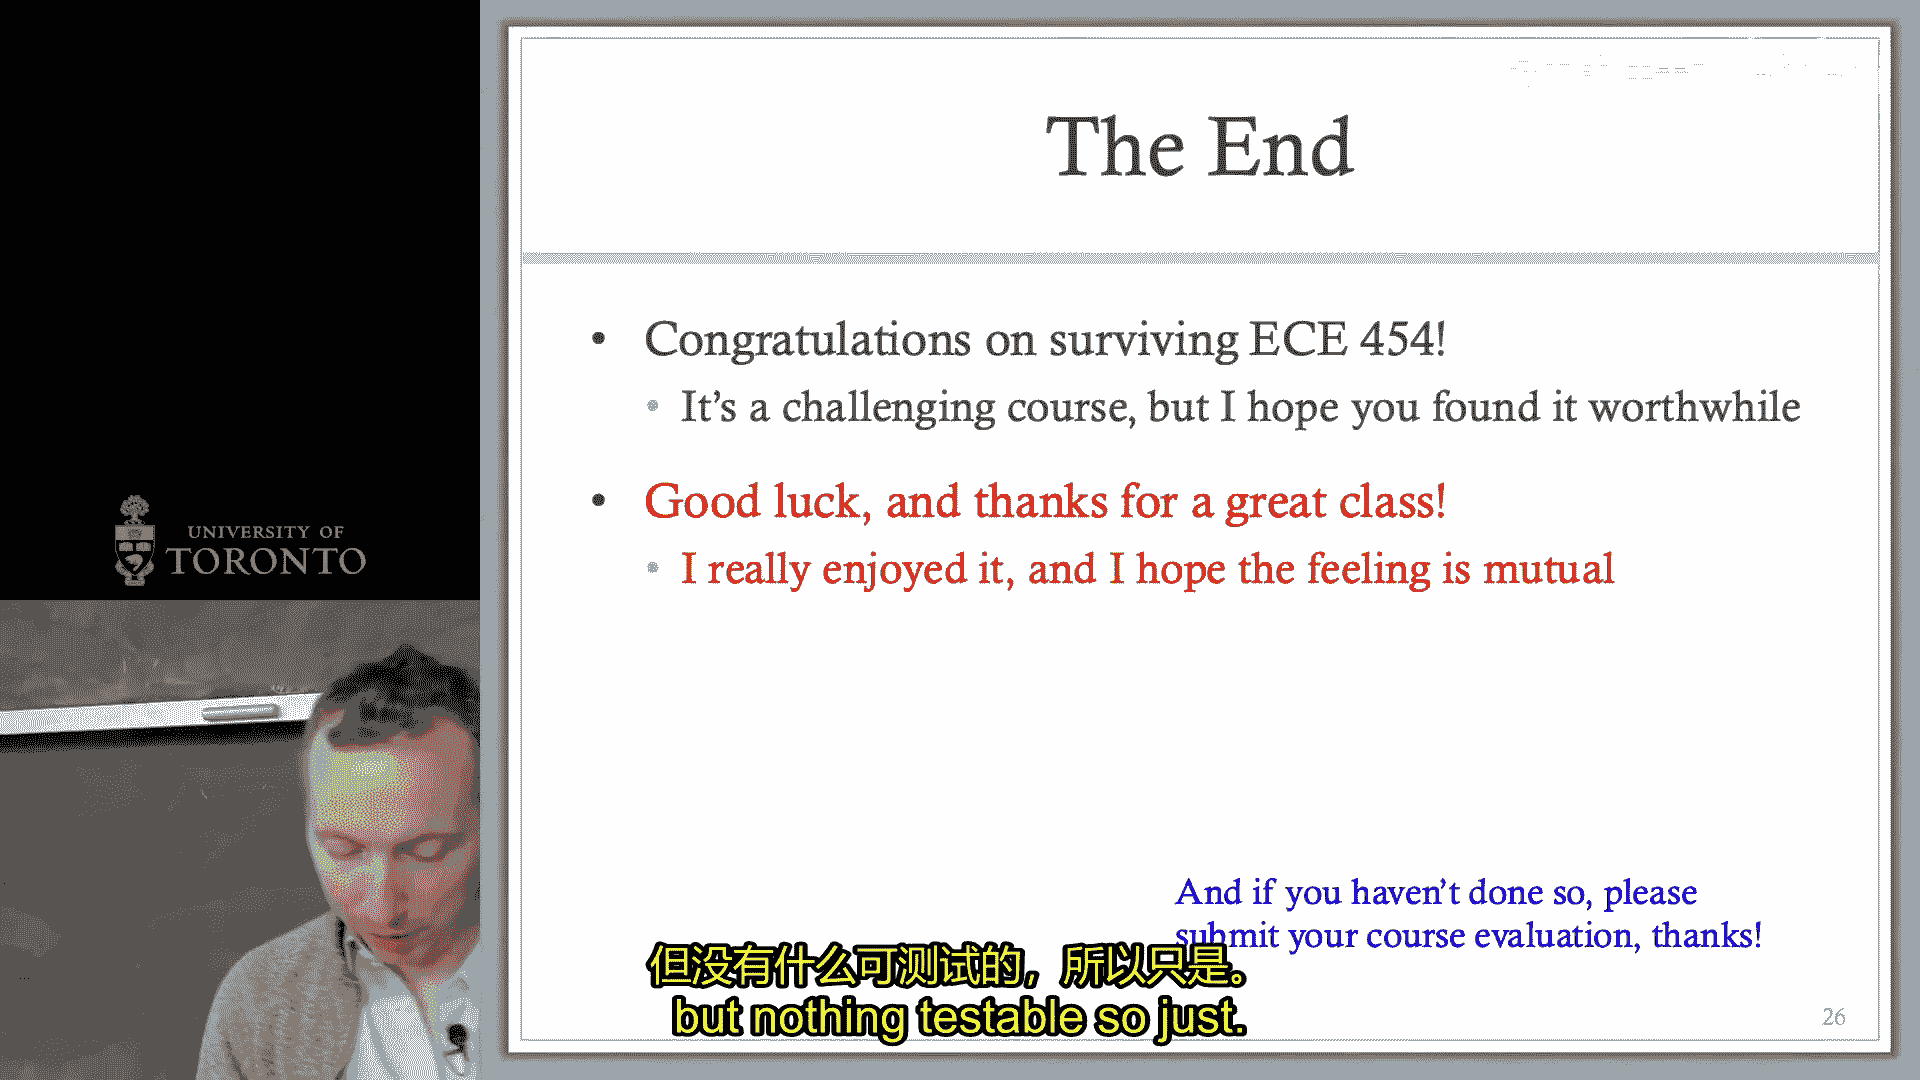 The End
• Congratulations on surviving ECE 454!
• It's a challenging course, but I hope you found it worthwhile
• Good luck, and thanks for a great class!
• I really enjoyed it, and I hope the feeling is mutual
UNIVERSITY OF
TORONTO
And if you haven't done so, please
submit your course evaluation, thanks!
但没有什么可测试的，所以只是。
but nothing testable so just.
26